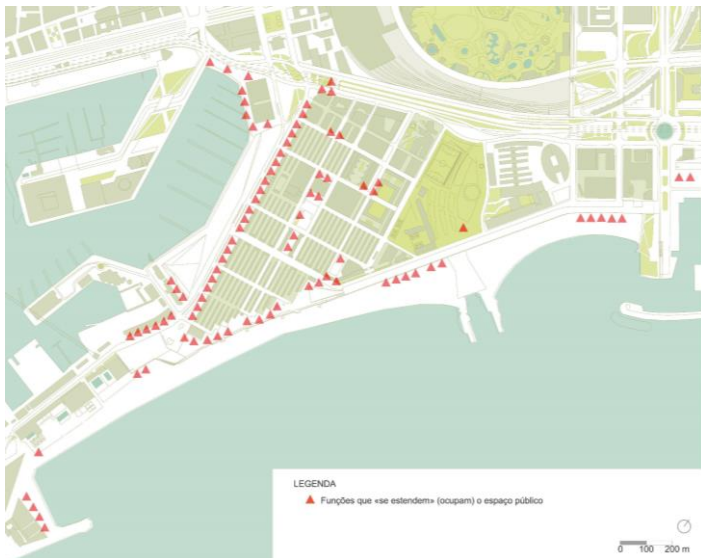 LEGENDA
Funções que «se estendem» (ocupam) o espaço público
0 100 200 m